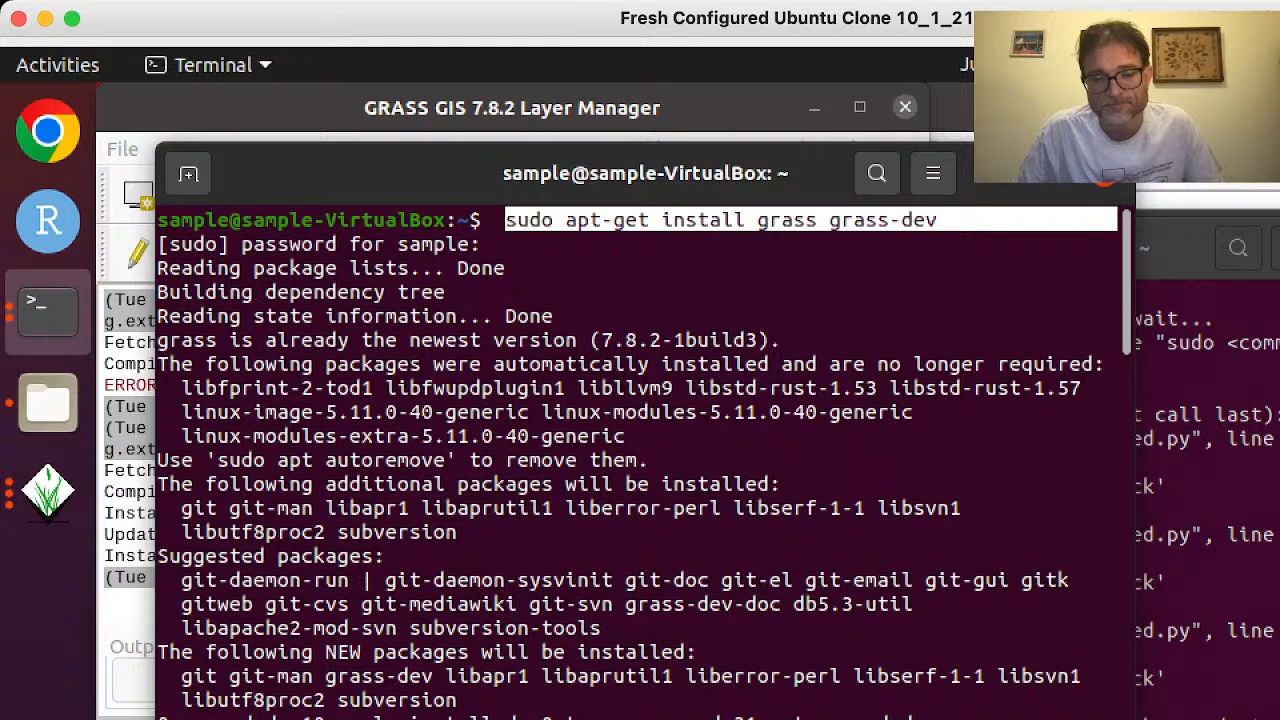 Fresh Configured Ubuntu Clone 10_1_21
Activities
Terminal
GRASS GIS 7.8.2 Layer Manager
File
sample@sample-VirtualBox: ~
sample@sample-VirtualBox:~$ sudo apt-get install grass grass-dev
[sudo] password for sample:
Reading package lists... Done
Building dependency tree
Reading state information... Done
grass is already the newest version (7.8.2-1build3).
The following packages were automatically installed and are no longer required:
libfprint-2-tod1 libfwupdplugin1 libllvm9 libstd-rust-1.53 libstd-rust-1.57
linux-image-5.11.0-40-generic linux-modules-5.11.0-40-generic
linux-modules-extra-5.11.0-40-generic
Use 'sudo apt autoremove' to remove them.
The following additional packages will be installed:
git git-man libapr1 libaprutil1 liberror-perl libserf-1-1 libsvn1
libutf8proc2 subversion
Suggested packages:
git-daemon-run | git-daemon-sysvinit git-doc git-el git-email git-gui gitk
gitweb git-cvs git-mediawiki git-svn grass-dev-doc db5.3-util
libapache2-mod-svn subversion-tools
The following NEW packages will be installed:
git git-man grass-dev libapr1 libaprutil1 liberror-perl libserf-1-1 libsvn1
libutf8proc2 subversion
(Tue
g.ext
Fetch
Compi
ERROR
(Tue
(Tue
g.ext
Fetch
Compi
Insta
Updat
Insta
(Tue
Outp
~
wait...
e "sudo <comm
t call last):
ed.py", line
ck'
ed.py", line
ck'
ed.py", line
ck'
R
>_